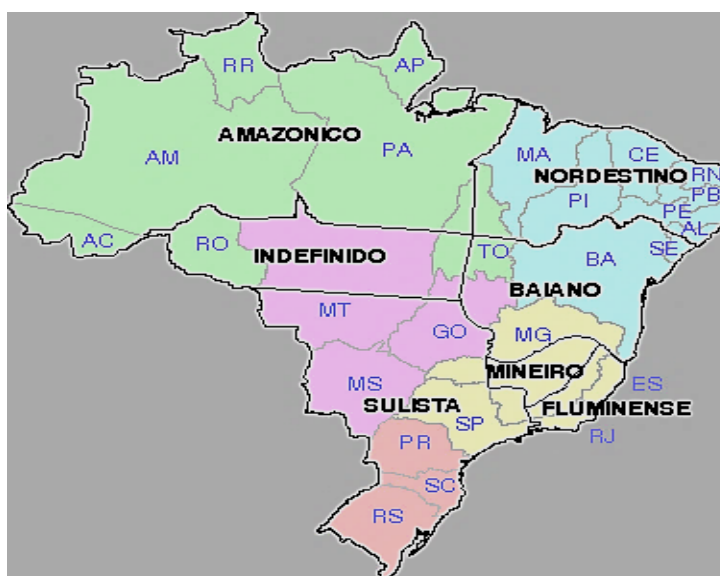 RR
AP
AMAZONICO
AM
PA
MA
CE
NORDESTINO
RN
PB
PI
PE
AL
AC
RO
INDEFINIDO
TO
SE
BA
BAIANO
MT
GO
MG
MS
MINEIRO
ES
SULISTA
FLUMINENSE
SP
RJ
PR
SC
RS